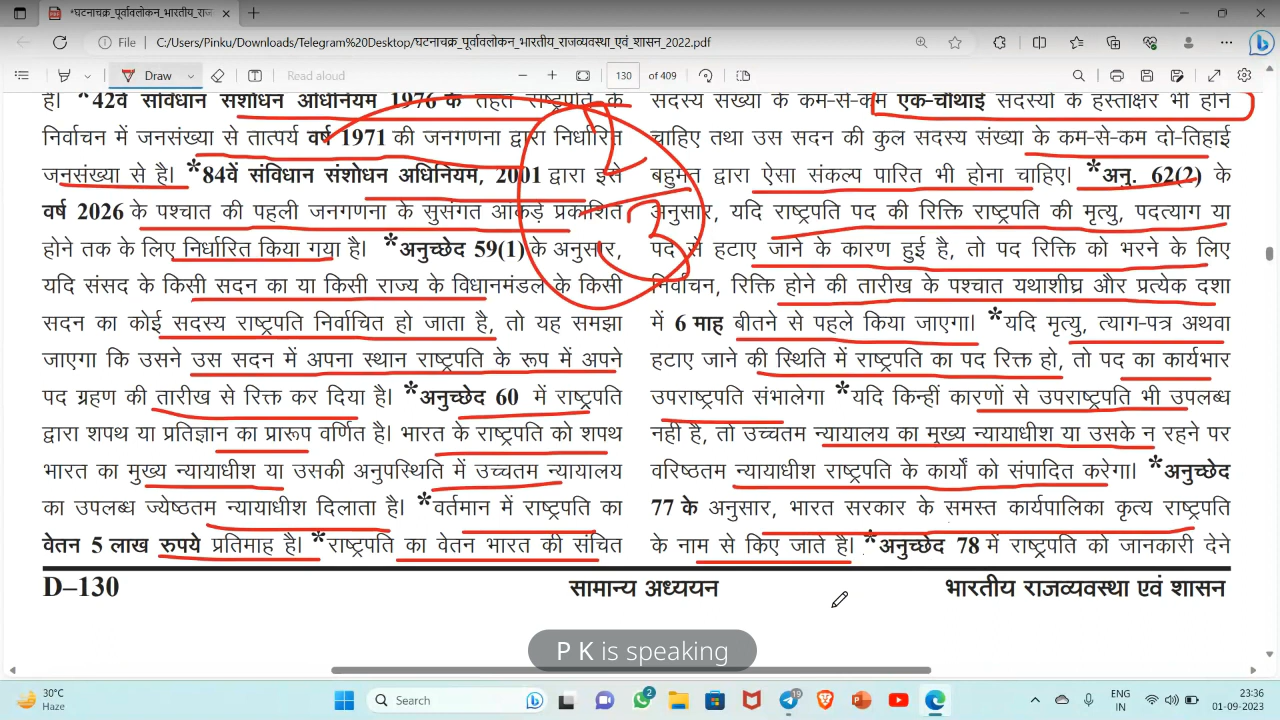 *घटनाचक्र_पूर्वावलोकन_भारतीय_राज
File C:/Users/Pinku/Downloads/Telegram%20Desktop/घटनाचक्र_पूर्वावलोकन_भारतीय_राजव्यवस्था_एवं_शासन_2022.pdf
Draw Read aloud 130 of 409
है। *42वें संविधान संशोधन अधिनियम 1976 के तहत राष्ट्रपति के
निर्वाचन में जनसंख्या से तात्पर्य वर्ष 1971 की जनगणना द्वारा निर्धारित
जनसंख्या से है। *84वें संविधान संशोधन अधिनियम, 2001 द्वारा इसे
वर्ष 2026 के पश्चात की पहली जनगणना के सुसंगत आंकड़े प्रकाशित
होने तक के लिए निर्धारित किया गया है। *अनुच्छेद 59(1) के अनुसार,
यदि संसद के किसी सदन का या किसी राज्य के विधानमंडल के किसी
सदन का कोई सदस्य राष्ट्रपति निर्वाचित हो जाता है, तो यह समझा
जाएगा कि उसने उस सदन में अपना स्थान राष्ट्रपति के रूप में अपने
पद ग्रहण की तारीख से रिक्त कर दिया है। *अनुच्छेद 60 में राष्ट्रपति
द्वारा शपथ या प्रतिज्ञान का प्रारूप वर्णित है। भारत के राष्ट्रपति को शपथ
भारत का मुख्य न्यायाधीश या उसकी अनुपस्थिति में उच्चतम न्यायालय
का उपलब्ध ज्येष्ठतम न्यायाधीश दिलाता है। *वर्तमान में राष्ट्रपति का
वेतन 5 लाख रुपये प्रतिमाह है। *राष्ट्रपति का वेतन भारत की संचित
सदस्य संख्या के कम-से-कम एक-चौथाई सदस्यों के हस्ताक्षर भी होने
चाहिए तथा उस सदन की कुल सदस्य संख्या के कम-से-कम दो-तिहाई
बहुमत द्वारा ऐसा संकल्प पारित भी होना चाहिए। *अनु. 62(2) के
अनुसार, यदि राष्ट्रपति पद की रिक्ति राष्ट्रपति की मृत्यु, पदत्याग या
पद से हटाए जाने के कारण हुई है, तो पद रिक्ति को भरने के लिए
निर्वाचन, रिक्ति होने की तारीख के पश्चात यथाशीघ्र और प्रत्येक दशा
में 6 माह बीतने से पहले किया जाएगा। *यदि मृत्यु, त्याग-पत्र अथवा
हटाए जाने की स्थिति में राष्ट्रपति का पद रिक्त हो, तो पद का कार्यभार
उपराष्ट्रपति संभालेगा *यदि किन्हीं कारणों से उपराष्ट्रपति भी उपलब्ध
नही है, तो उच्चतम न्यायालय का मुख्य न्यायाधीश या उसके न रहने पर
वरिष्ठतम न्यायाधीश राष्ट्रपति के कार्यों को संपादित करेगा। *अनुच्छेद
77 के अनुसार, भारत सरकार के समस्त कार्यपालिका कृत्य राष्ट्रपति
के नाम से किए जाते है। *अनुच्छेद 78 में राष्ट्रपति को जानकारी देने
2
3
D–130 सामान्य अध्ययन भारतीय राजव्यवस्था एवं शासन
P K is speaking
30°C
Haze
Search
2
19
ENG
IN
23:36
01-09-2023